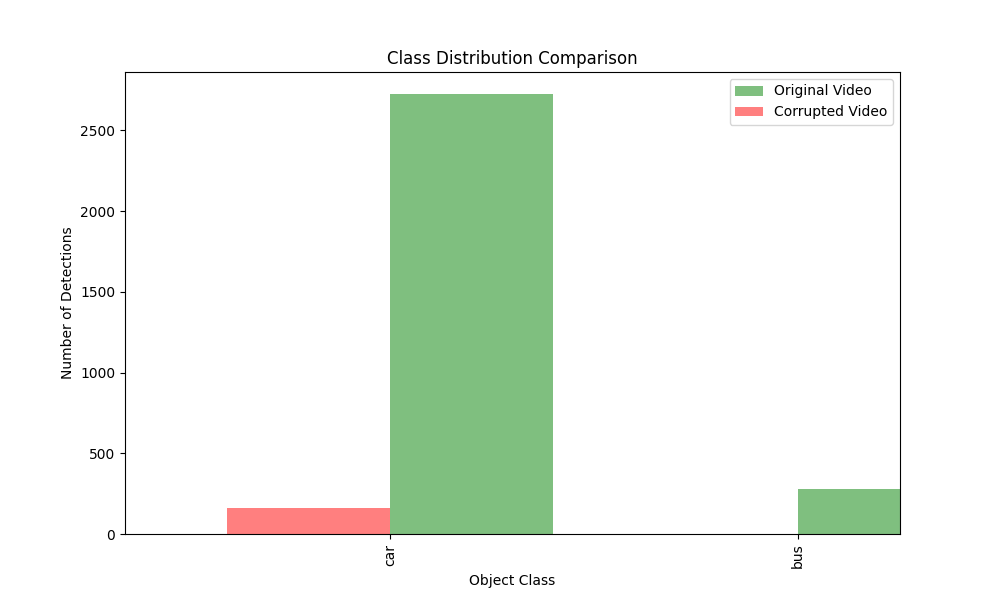 Class Distribution Comparison
Original Video
Corrupted Video
2500
2000
1500
1000
500
0
Number of Detections
car
bus
Object Class